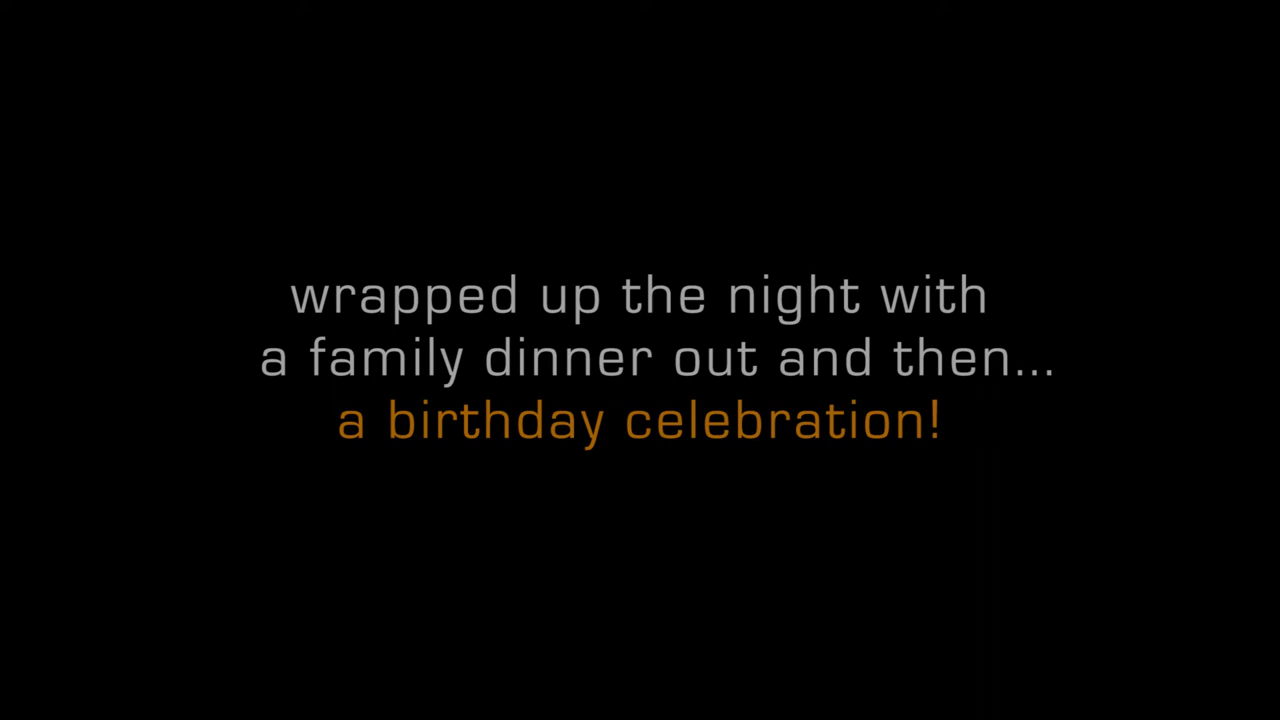 wrapped up the night with
a family dinner out and then...
a birthday celebration!